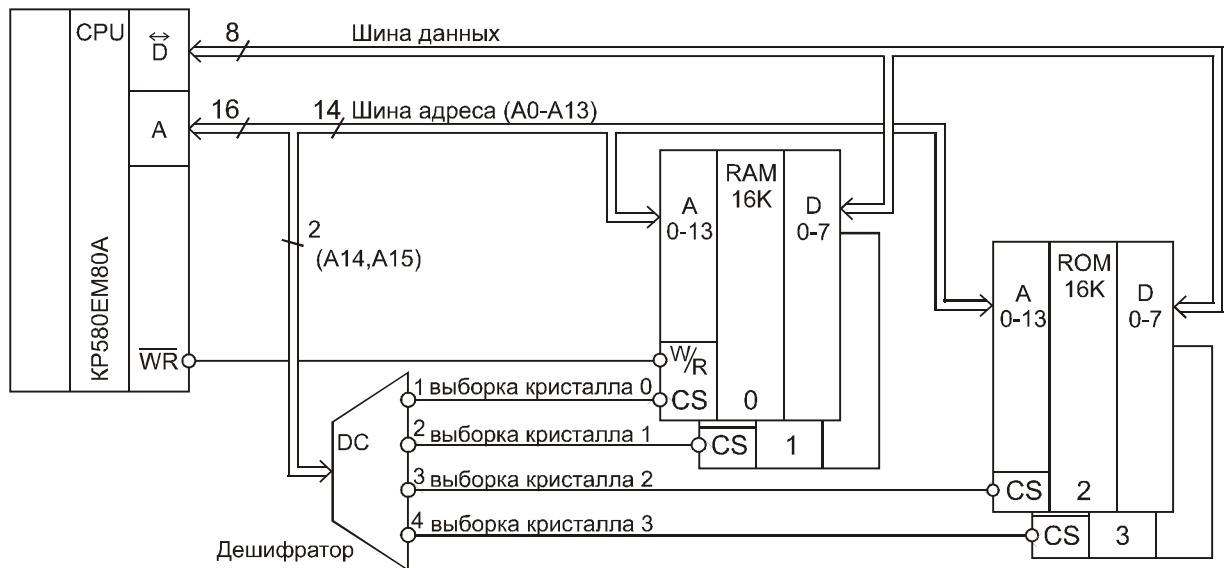 CPU
D
8
Шина данных
A
16
14
Шина адреса (A0-A13)
КР580ЕМ80А
WR
2
(A14,A15)
A
0-13
RAM
16K
D
0-7
W/R
CS
0
CS
1
A
0-13
ROM
16K
D
0-7
CS
2
CS
3
DC
1 выборка кристалла 0
2 выборка кристалла 1
3 выборка кристалла 2
4 выборка кристалла 3
Дешифратор